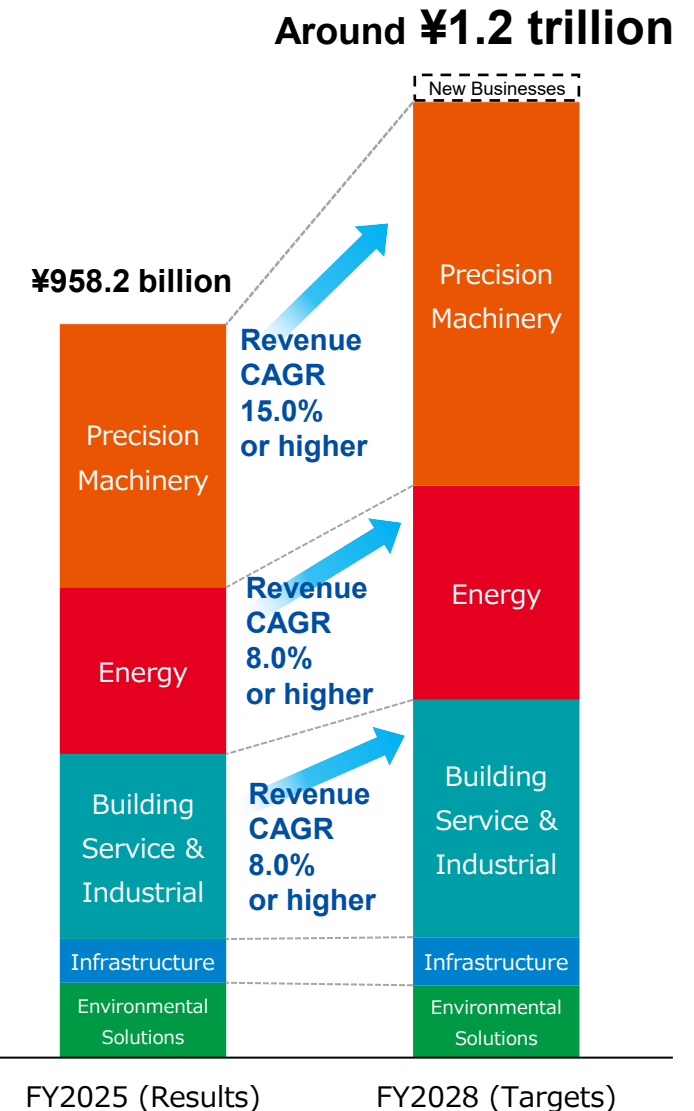 Around ¥1.2 trillion
New Businesses
¥958.2 billion
Precision
Machinery
Energy
Building
Service &
Industrial
Infrastructure
Environmental
Solutions
FY2025 (Results)
Revenue
CAGR
15.0%
or higher
Revenue
CAGR
8.0%
or higher
Revenue
CAGR
8.0%
or higher
Precision
Machinery
Energy
Building
Service &
Industrial
Infrastructure
Environmental
Solutions
FY2028 (Targets)